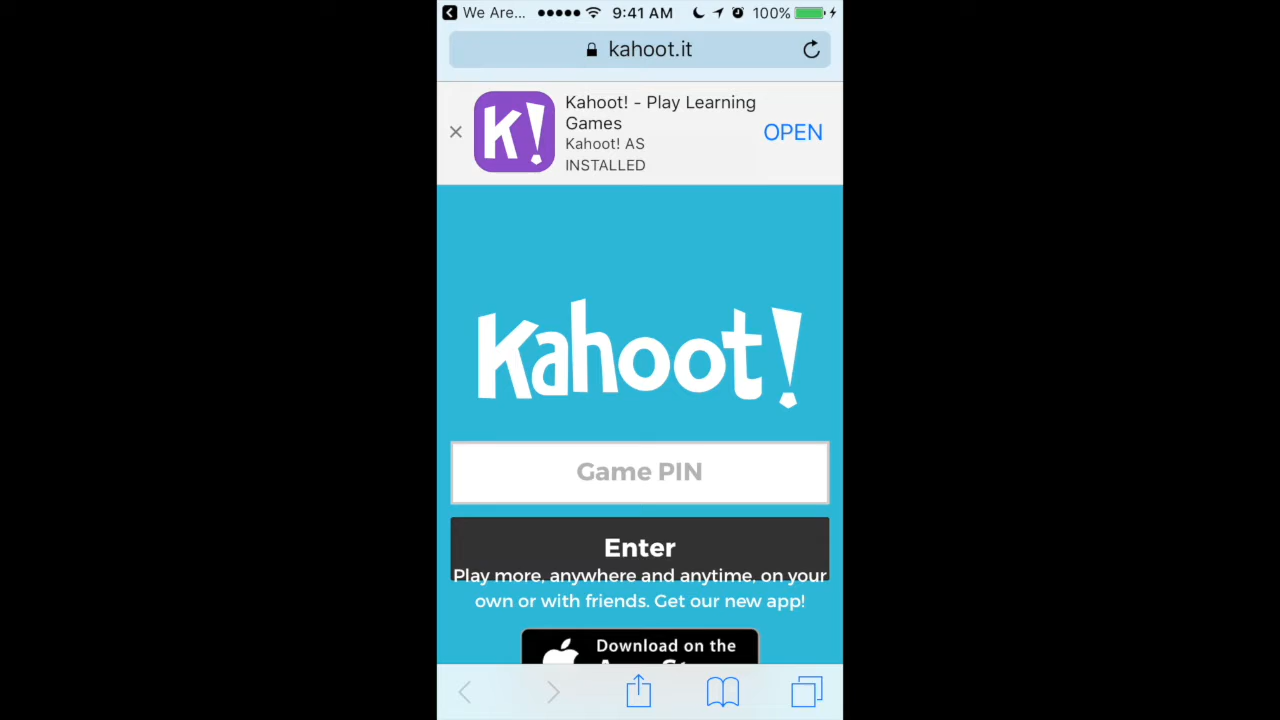 We Are... 9:41 AM 100%
kahoot.it
Kahoot! - Play Learning
Games
Kahoot! AS
INSTALLED
OPEN
K!
Kahoot!
Game PIN
Enter
Play more, anywhere and anytime, on your
own or with friends. Get our new app!
Download on the